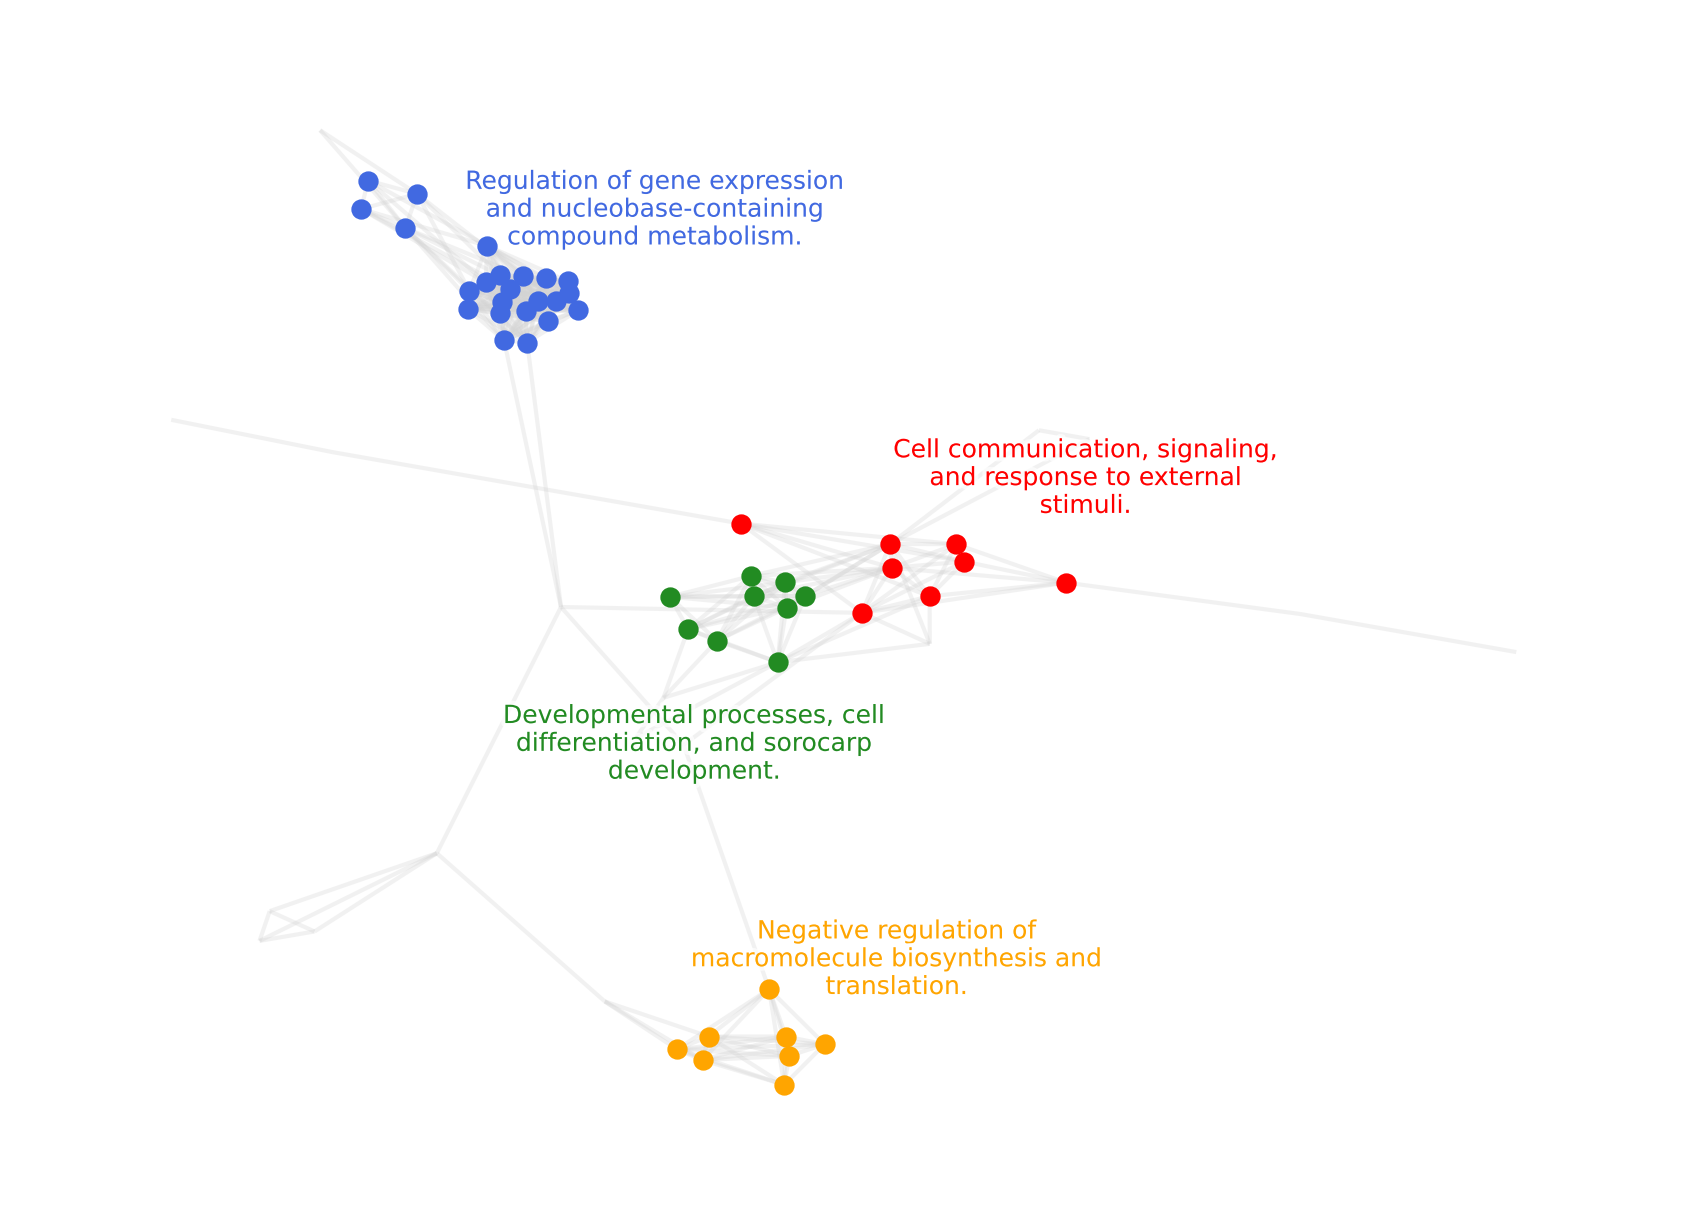 Regulation of gene expression
and nucleobase-containing
compound metabolism.
Cell communication, signaling,
and response to external
stimuli.
Developmental processes, cell
differentiation, and sorocarp
development.
Negative regulation of
macromolecule biosynthesis and
translation.